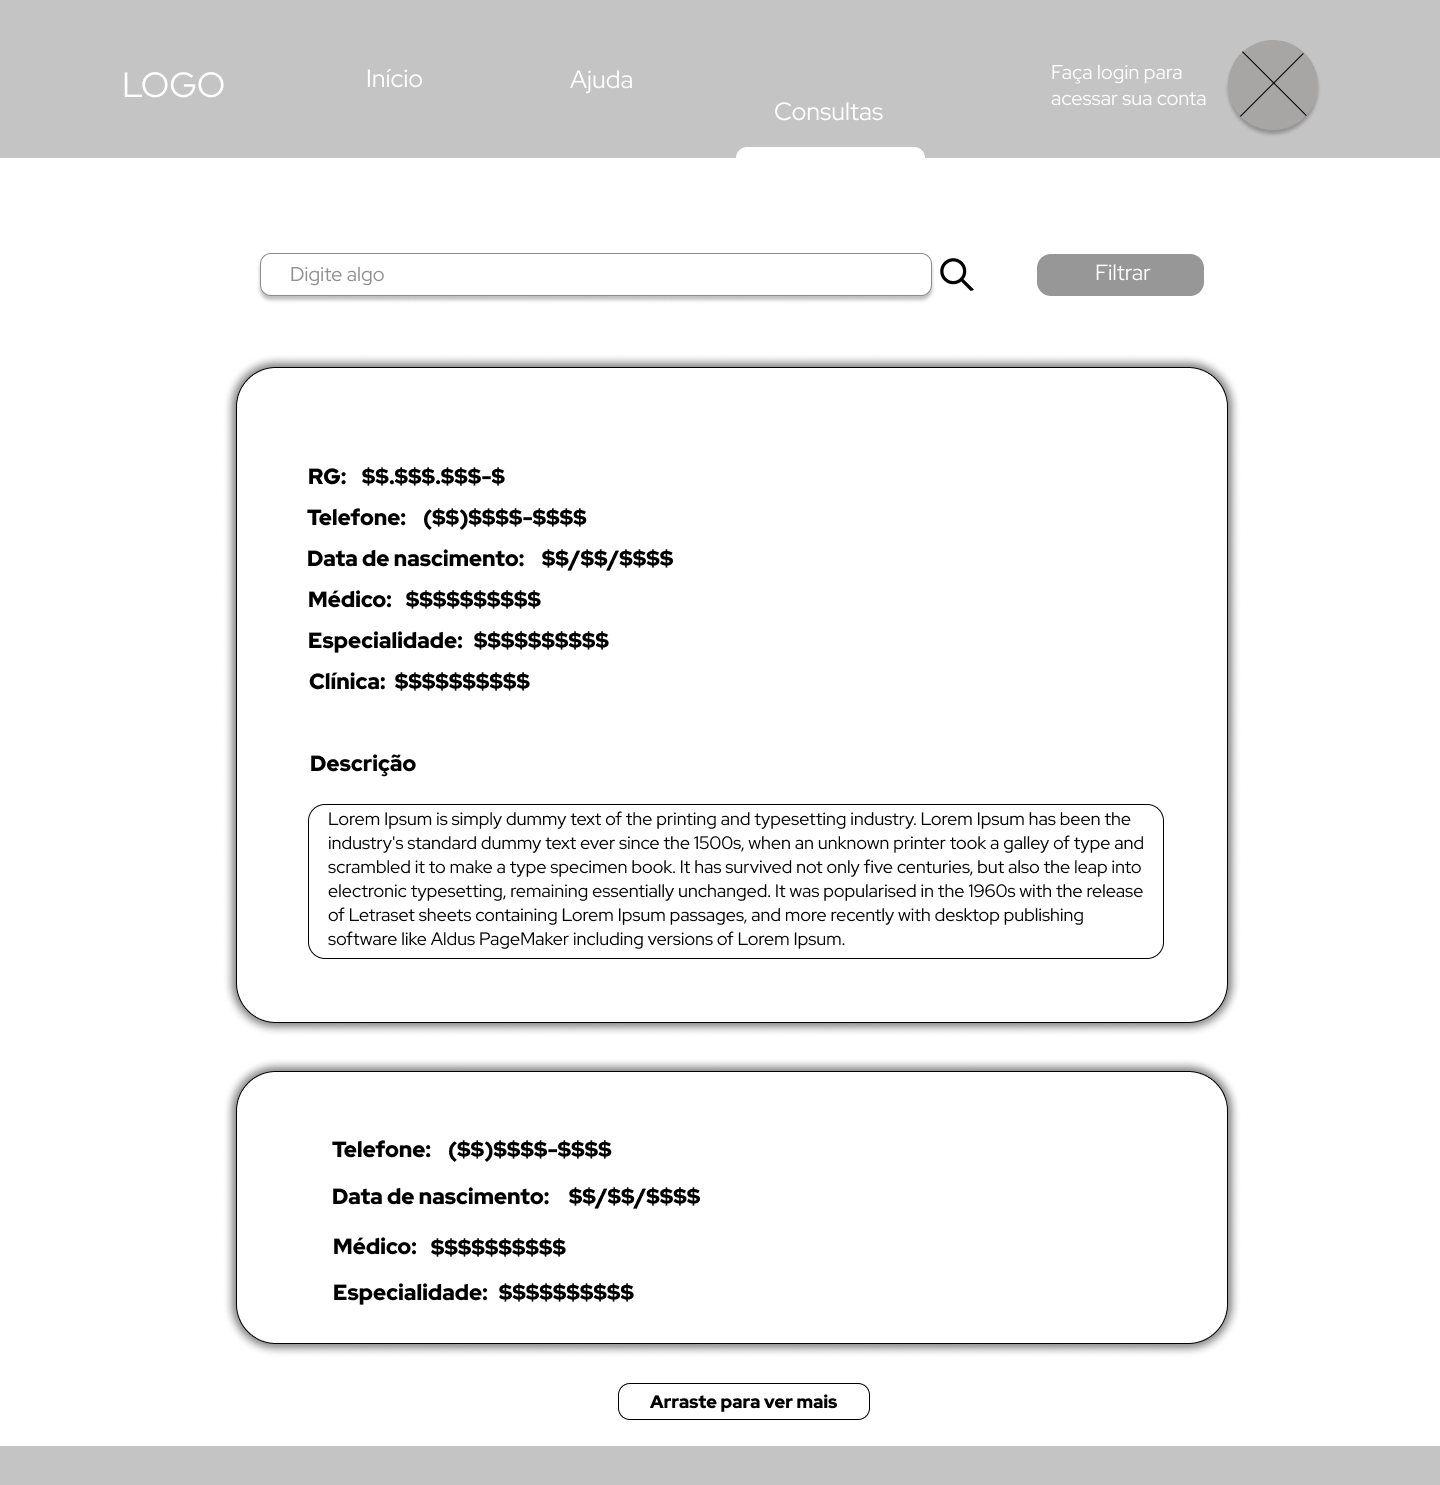 LOGO
Início
Ajuda
Consultas
Faça login para
acessar sua conta
Digite algo
Filtrar
RG: $$.$$$.$$$-$
Telefone: ($$)$$$$-$$$$
Data de nascimento: $$/$$/$$$$
Médico: $$$$$$$$$$
Especialidade: $$$$$$$$$$
Clínica: $$$$$$$$$$
Descrição
Lorem Ipsum is simply dummy text of the printing and typesetting industry. Lorem Ipsum has been the
industry's standard dummy text ever since the 1500s, when an unknown printer took a galley of type and
scrambled it to make a type specimen book. It has survived not only five centuries, but also the leap into
electronic typesetting, remaining essentially unchanged. It was popularised in the 1960s with the release
of Letraset sheets containing Lorem Ipsum passages, and more recently with desktop publishing
software like Aldus PageMaker including versions of Lorem Ipsum.
Telefone: ($$)$$$$-$$$$
Data de nascimento: $$/$$/$$$$
Médico: $$$$$$$$$$
Especialidade: $$$$$$$$$$
Arraste para ver mais